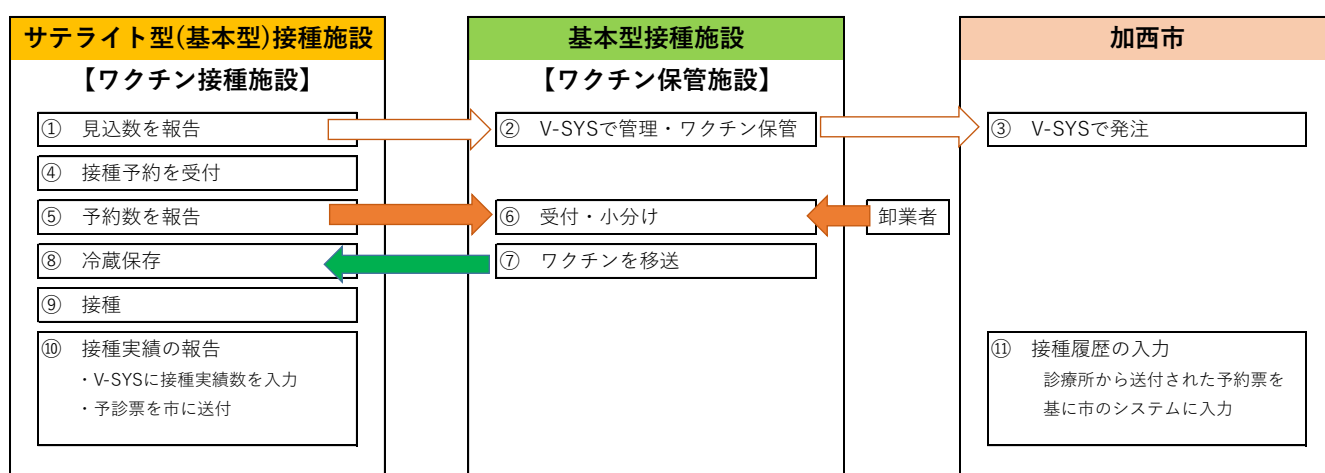 サテライト型(基本型)接種施設
【ワクチン接種施設】
① 見込数を報告
④ 接種予約を受付
⑤ 予約数を報告
⑧ 冷蔵保存
⑨ 接種
⑩ 接種実績の報告
・V-SYSに接種実績数を入力
・予診票を市に送付
基本型接種施設
【ワクチン保管施設】
② V-SYSで管理・ワクチン保管
⑥ 受付・小分け
⑦ ワクチンを移送
卸業者
加西市
③ V-SYSで発注
⑪ 接種履歴の入力
診療所から送付された予約票を
基に市のシステムに入力